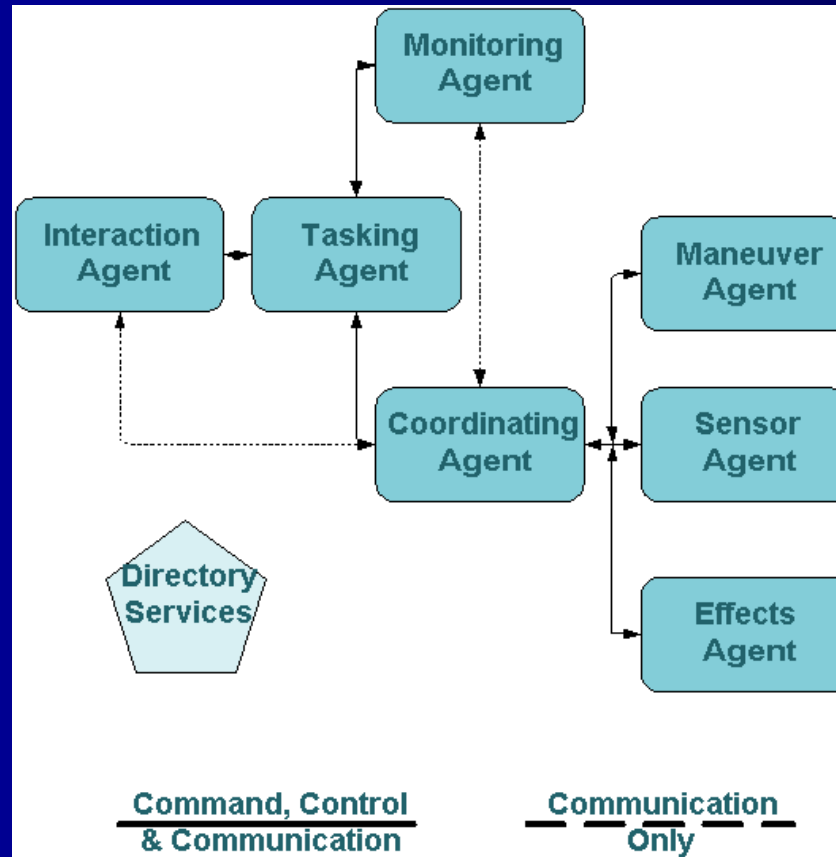 Monitoring
Agent
Interaction
Agent
Tasking
Agent
Maneuver
Agent
Coordinating
Agent
Sensor
Agent
Directory
Services
Effects
Agent
Command, Control
& Communication
Communication
Only